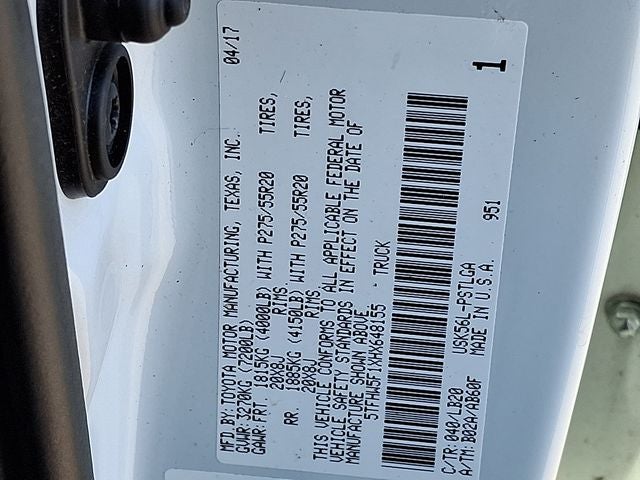 MFD.BY:TOYOTA MOTOR MANUFACTURING, TEXAS, INC. 04/17
GVWR:3270KG (7200LB)
GAWR:FRT 1815KG (4000LB) WITH P275/55R20 TIRES,
20X8J RIMS
RR. 1885KG (4150LB) WITH P275/55R20 TIRES,
20X8J RIMS
THIS VEHICLE CONFORMS TO ALL APPLICABLE FEDERAL MOTOR
VEHICLE SAFETY STANDARDS IN EFFECT ON THE DATE OF
MANUFACTURE SHOWN ABOVE.
5TFHW5F1XHX648155 TRUCK
C/TR:040/LB20 USK56L-PSTLGA
A/TM:B02A/AB60F MADE IN U.S.A. 951 1